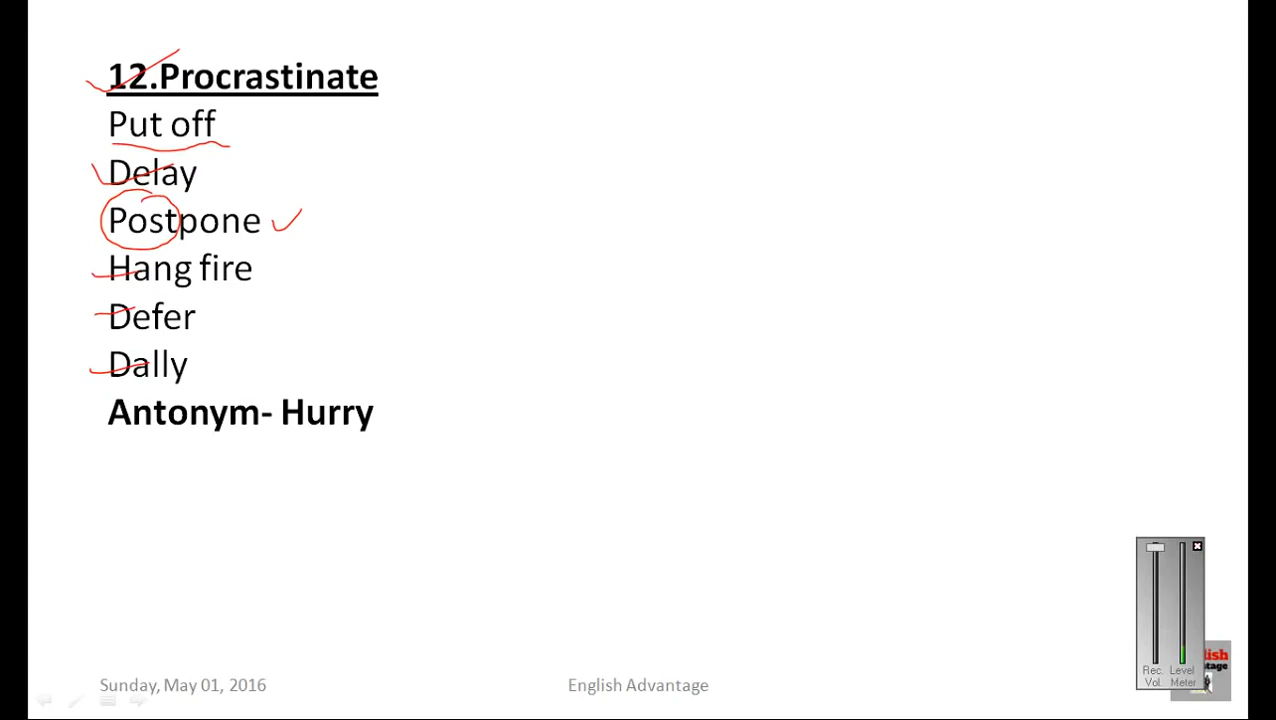 12.Procrastinate
Put off
Delay
Postpone
Hang fire
Defer
Dally
Antonym- Hurry
Sunday, May 01, 2016
English Advantage
Rec. Level
Vol. Meter